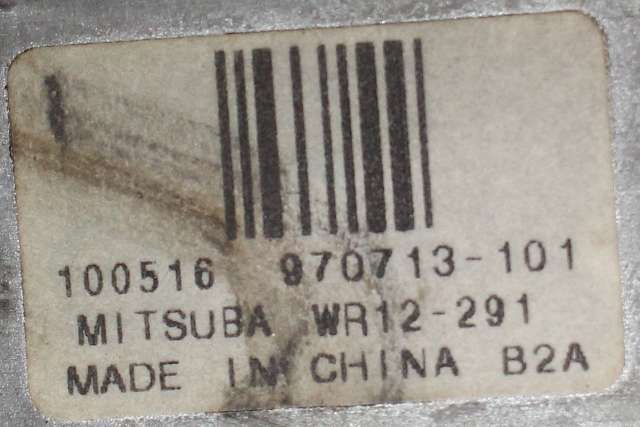 100516 970713-101
MITSUBA WR12-291
MADE IN CHINA B2A